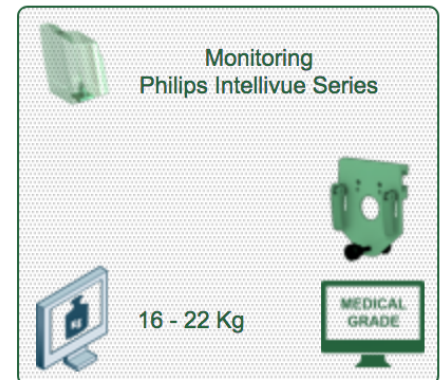 Monitoring
Philips Intellivue Series
16 - 22 Kg
MEDICAL
GRADE